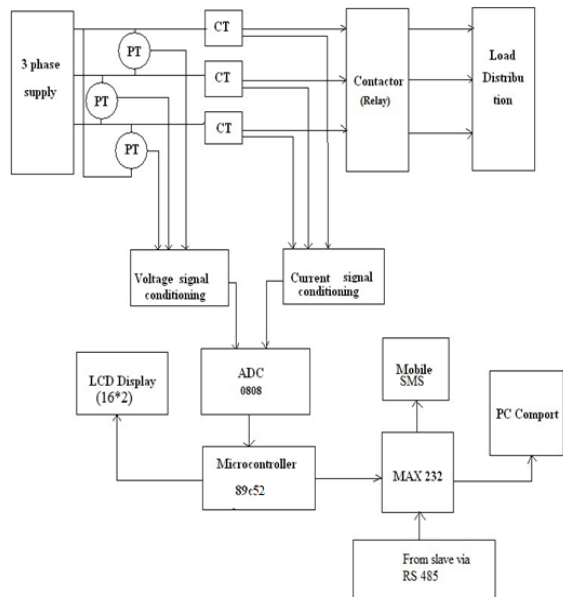 3 phase
supply
PT
PT
PT
CT
CT
CT
Contactor
(Relay)
Load
Distribu
tion
Voltage signal
conditioning
Current signal
conditioning
LCD Display
(16*2)
ADC
0808
Mobile
SMS
PC Comport
Microcontroller
89c52
MAX 232
From slave via
RS 485